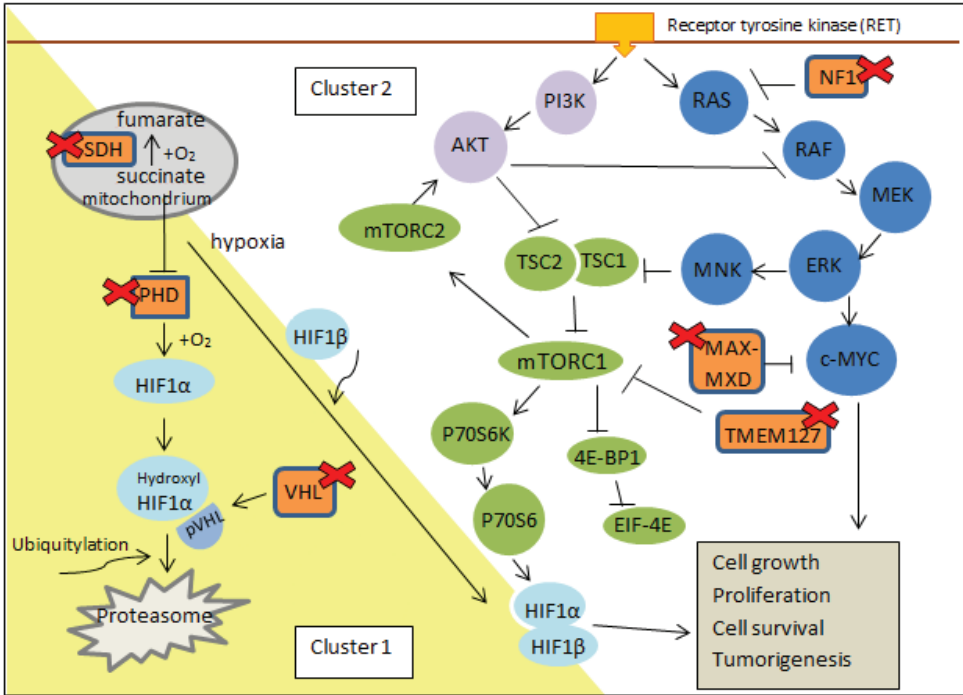 Receptor tyrosine kinase (RET)
Cluster 2
NF1
PI3K
RAS
fumarate
SDH
+O₂
succinate
mitochondrium
AKT
RAF
MEK
mTORC2
hypoxia
TSC2
TSC1
MNK
ERK
PHD
+O₂
HIF1β
HIF1α
mTORC1
MAX-
MXD
c-MYC
TMEM127
P70S6K
4E-BP1
Hydroxyl
HIF1α
pVHL
VHL
P70S6
EIF-4E
Ubiquitylation
Proteasome
HIF1α
HIF1β
Cell growth
Proliferation
Cell survival
Tumorigenesis
Cluster 1